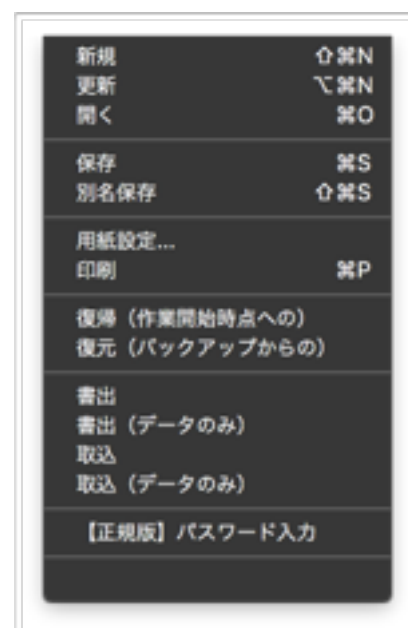 新規 ⇧⌘N
更新 ⌥⌘N
開く ⌘O
保存 ⌘S
別名保存 ⇧⌘S
用紙設定...
印刷 ⌘P
復帰（作業開始時点への）
復元（バックアップからの）
書出
書出（データのみ）
取込
取込（データのみ）
【正規版】パスワード入力